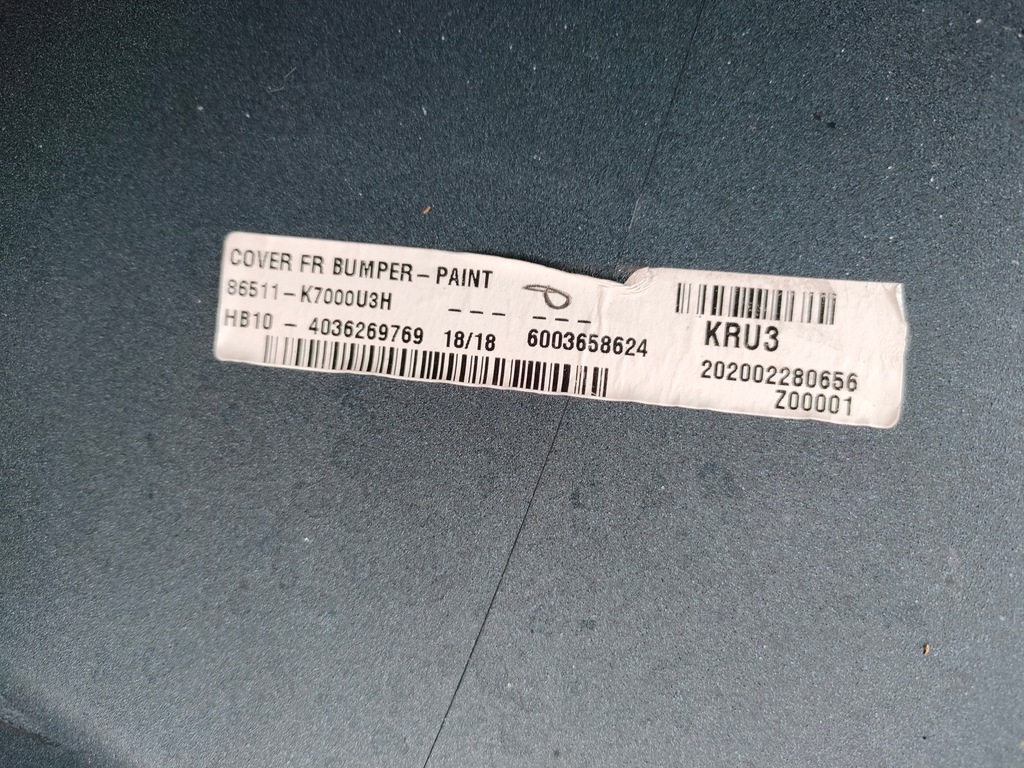 COVER FR BUMPER-PAINT
86511-K7000U3H
--- ---
HB10 - 4036269769 18/18 6003658624
KRU3
202002280656
Z00001